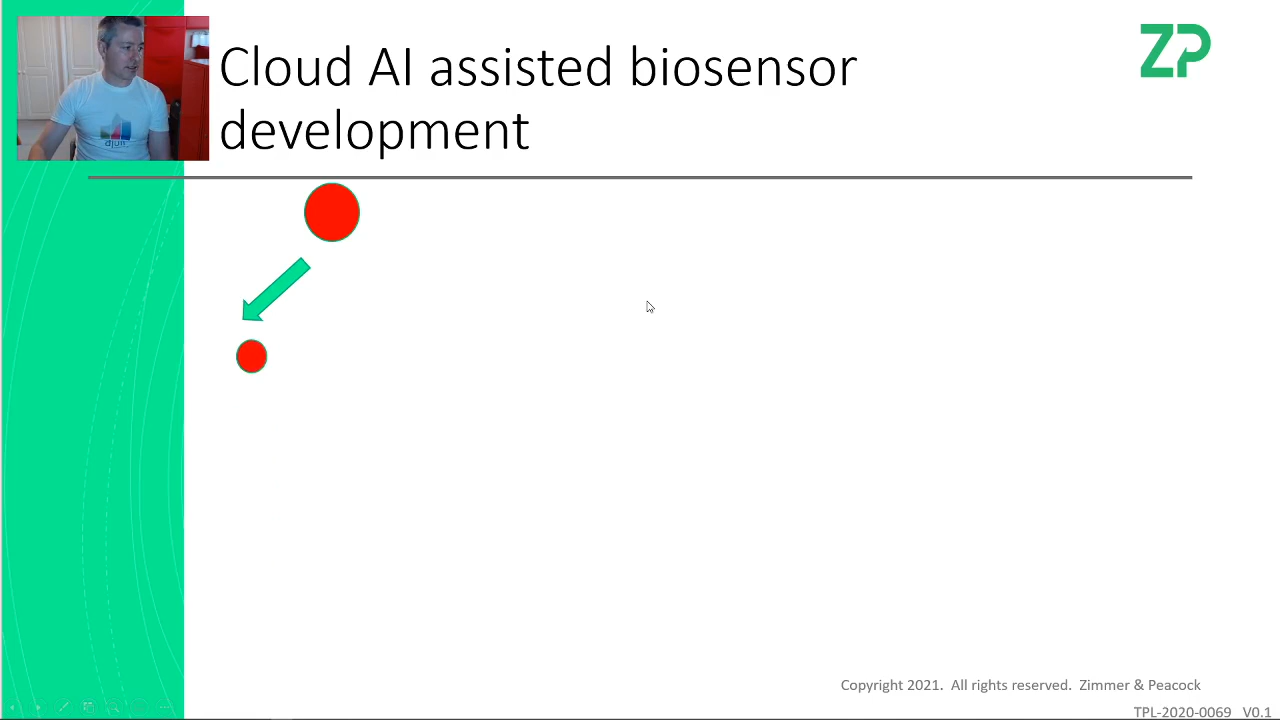 Cloud AI assisted biosensor
development
ZP
Copyright 2021. All rights reserved. Zimmer & Peacock
TPL-2020-0069 V0.1